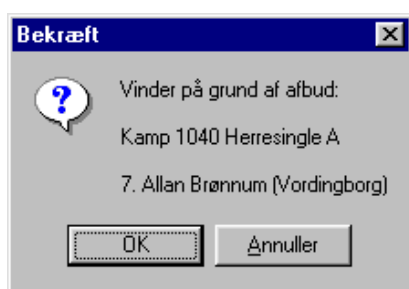 Bekræft
Vinder på grund af afbud:
Kamp 1040 Herresingle A
7. Allan Brønnum (Vordingborg)
OK
Annuller